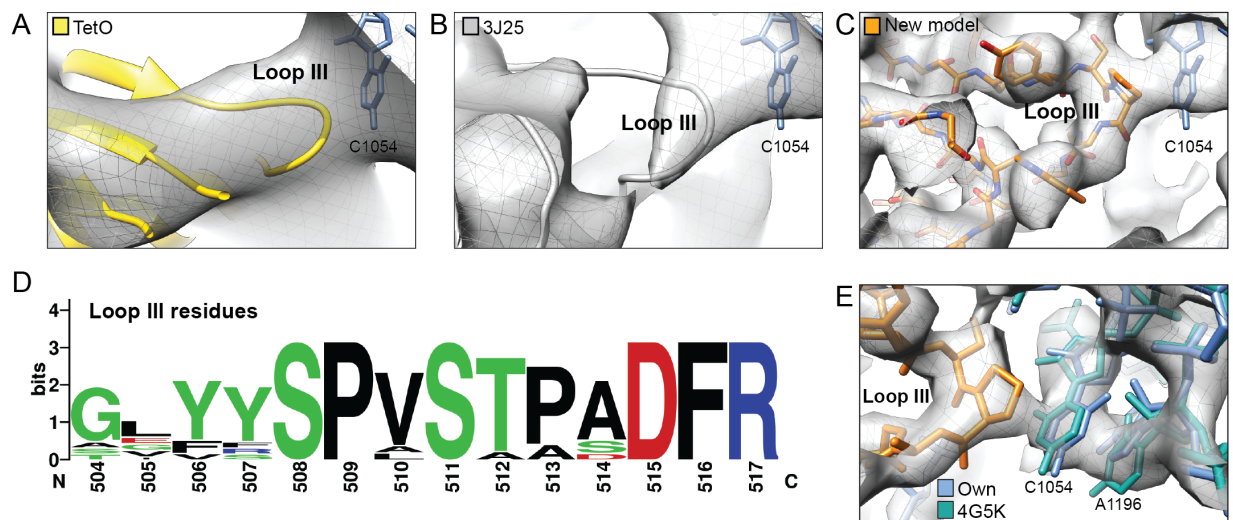 A
TetO
Loop III
C1054
B
3J25
Loop III
C1054
C
New model
Loop III
C1054
D
Loop III residues
bits
4
3
2
1
0
G L Y Y S P V S T P A D F R
N 504 505 506 507 508 509 510 511 512 513 514 515 516 517 C
E
Loop III
Own
4G5K
C1054
A1196